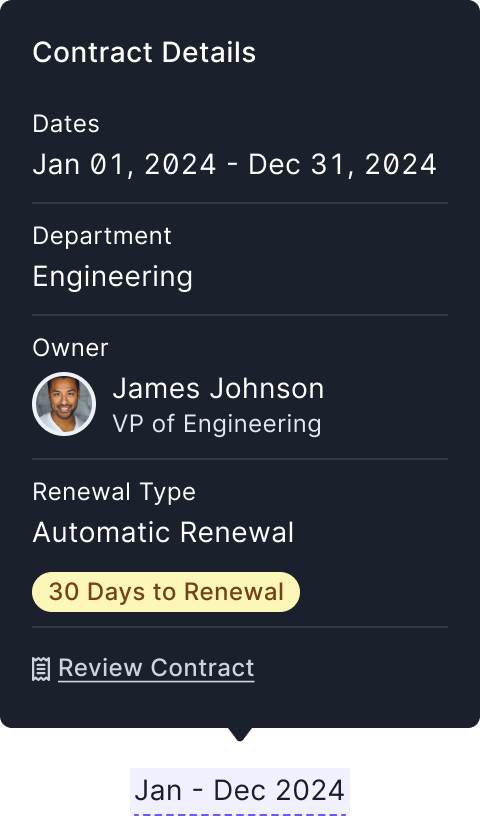 Contract Details
Dates
Jan 01, 2024 - Dec 31, 2024
Department
Engineering
Owner
James Johnson
VP of Engineering
Renewal Type
Automatic Renewal
30 Days to Renewal
Review Contract
Jan - Dec 2024